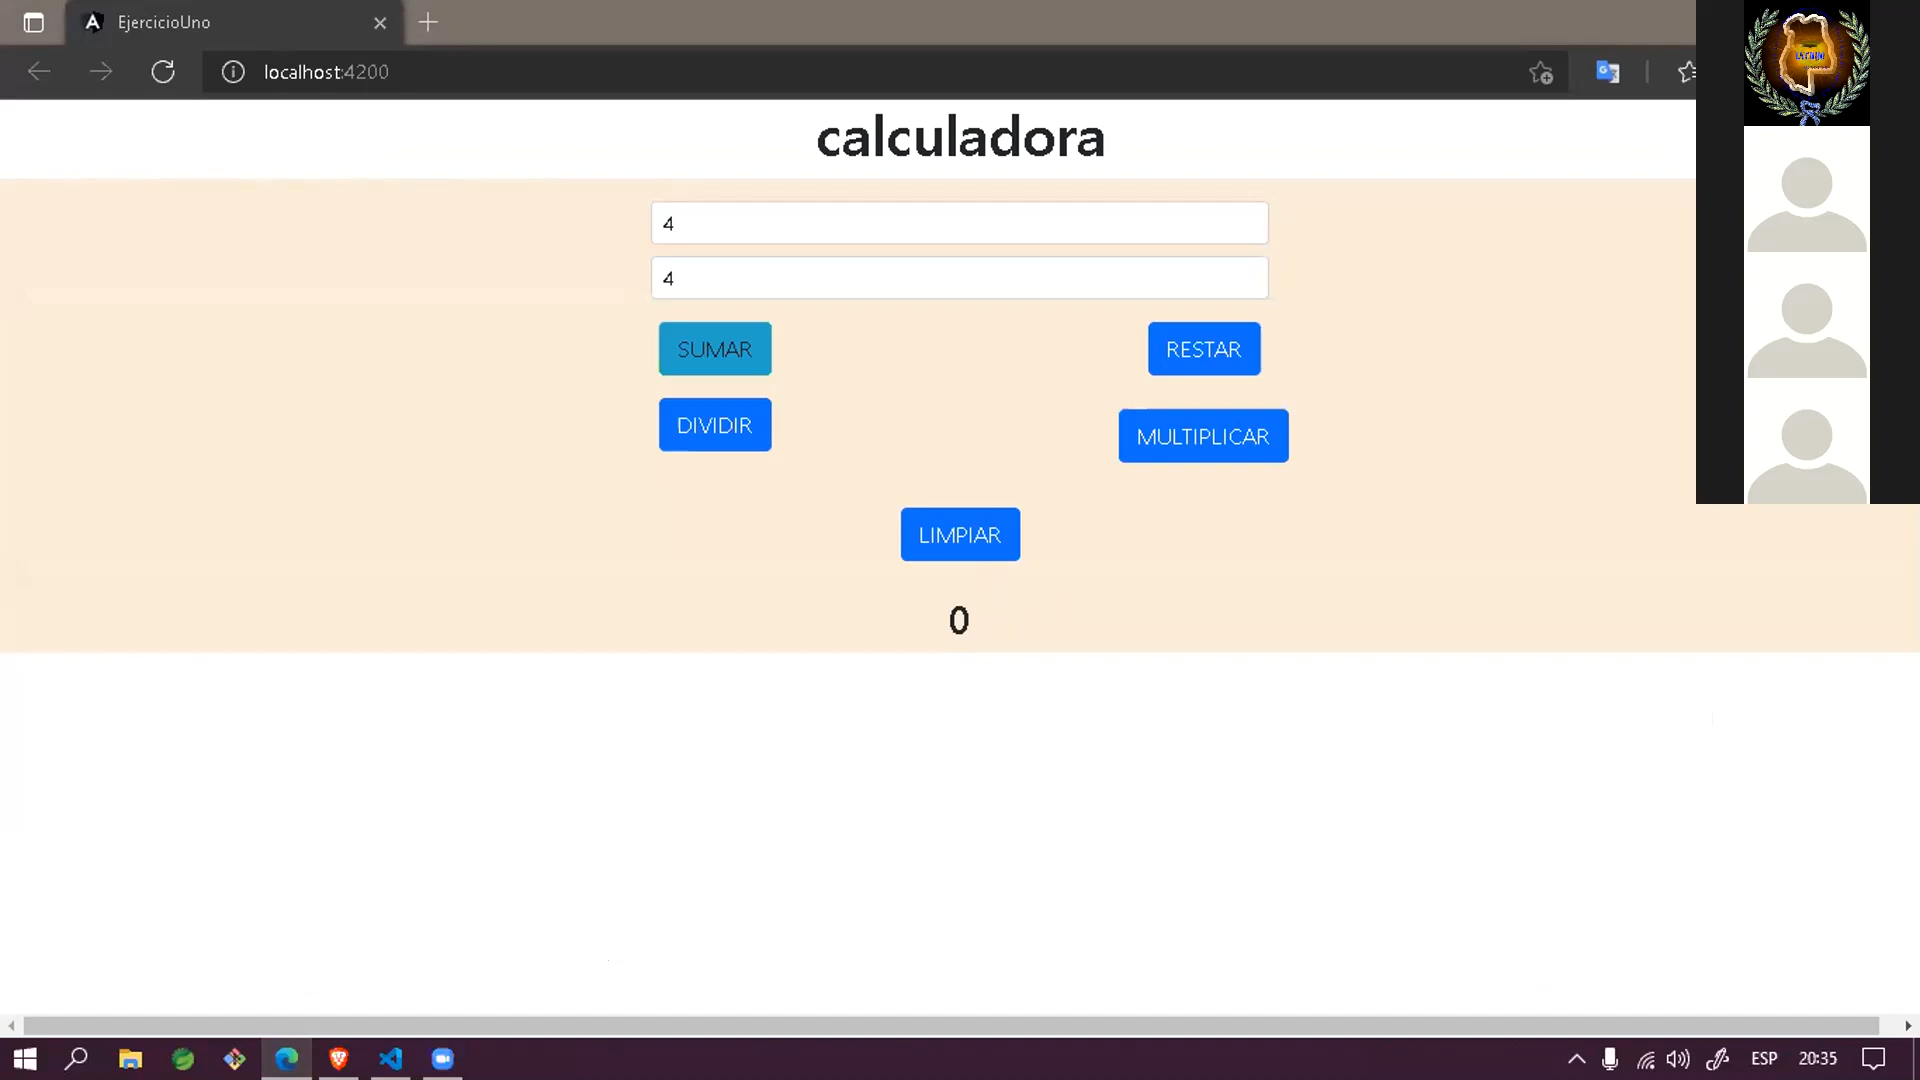 EjercicioUno
localhost:4200
calculadora
4
4
SUMAR
RESTAR
DIVIDIR
MULTIPLICAR
LIMPIAR
0
ESP
20:35